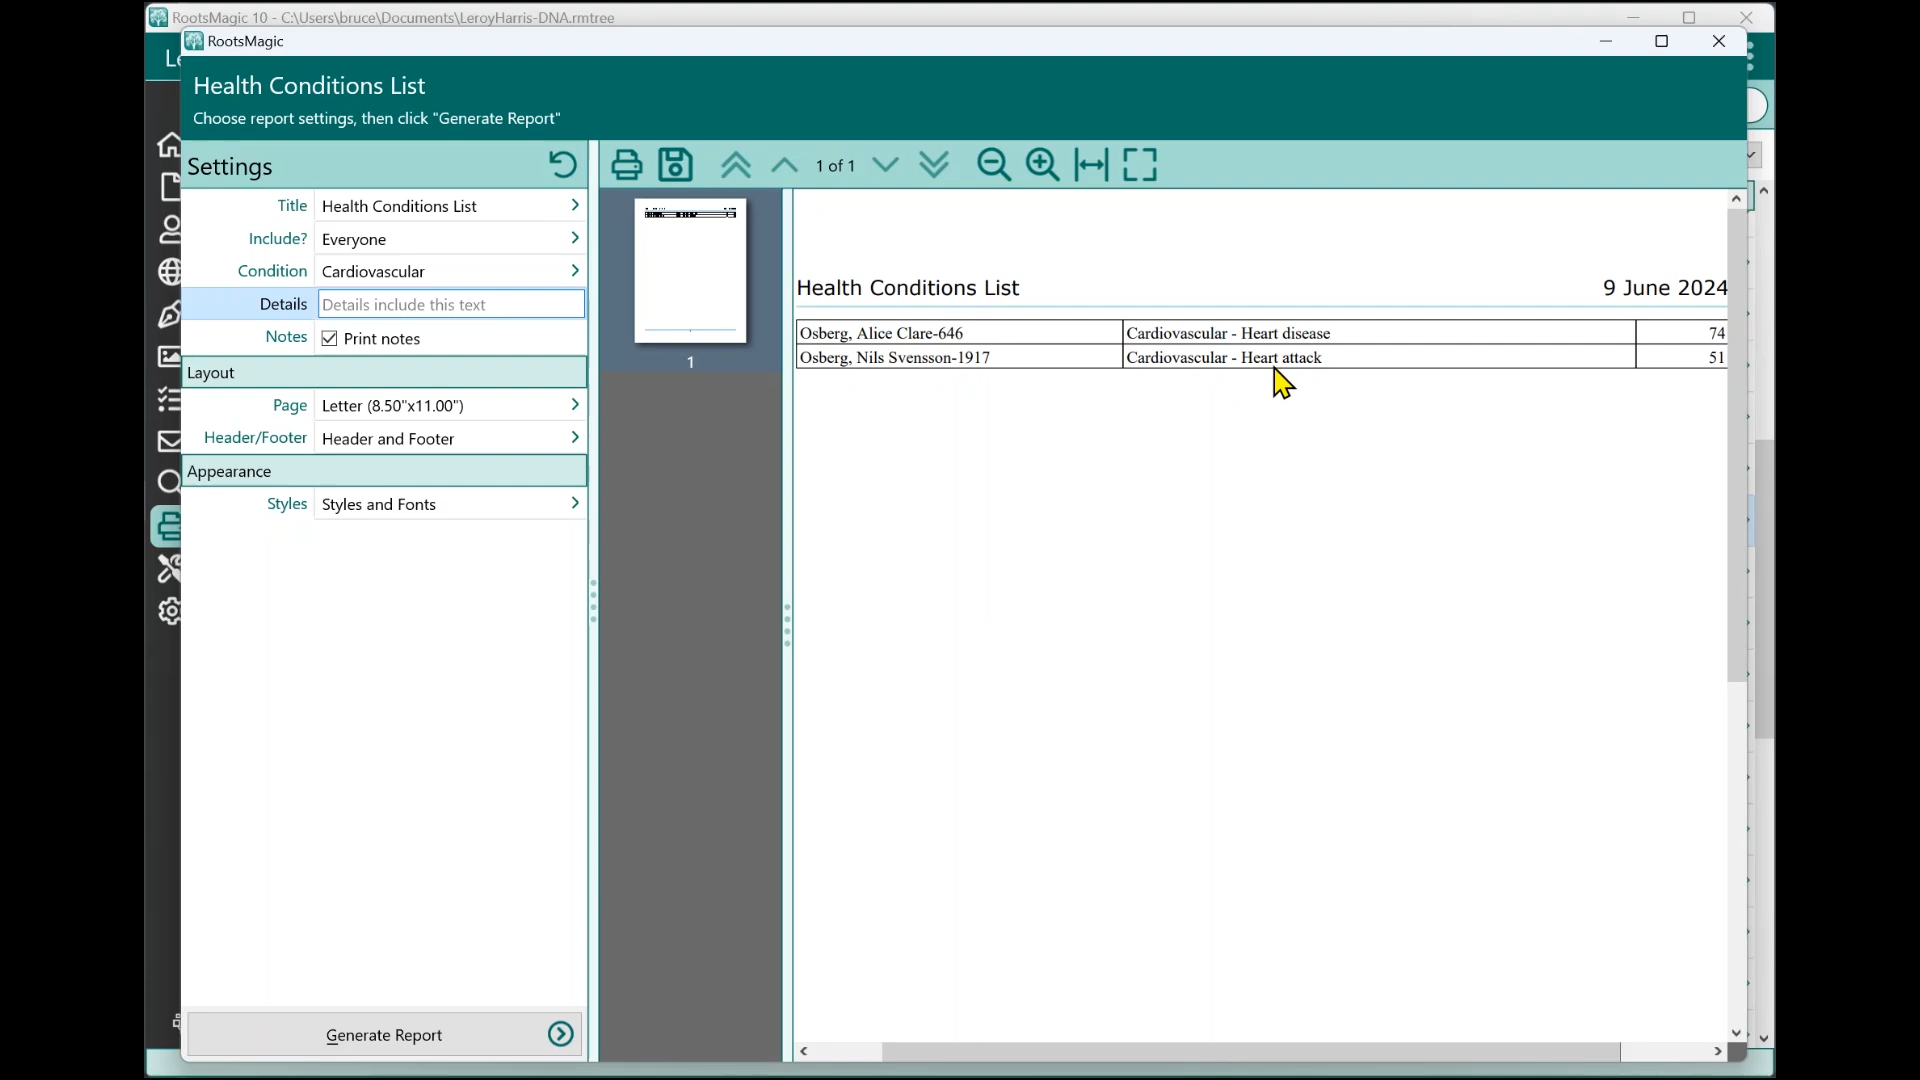 RootsMagic 10 - C:\Users\bruce\Documents\LeroyHarris-DNA.rmtree
RootsMagic
Health Conditions List
Choose report settings, then click "Generate Report"
Settings
1 of 1
Title Health Conditions List
Include? Everyone
Condition Cardiovascular
Details Details include this text
Notes Print notes
Layout
Page Letter (8.50"x11.00")
Header/Footer Header and Footer
Appearance
Styles Styles and Fonts
Generate Report
1
Health Conditions List 9 June 2024
Osberg, Alice Clare-646 Cardiovascular - Heart disease 74
Osberg, Nils Svensson-1917 Cardiovascular - Heart attack 51